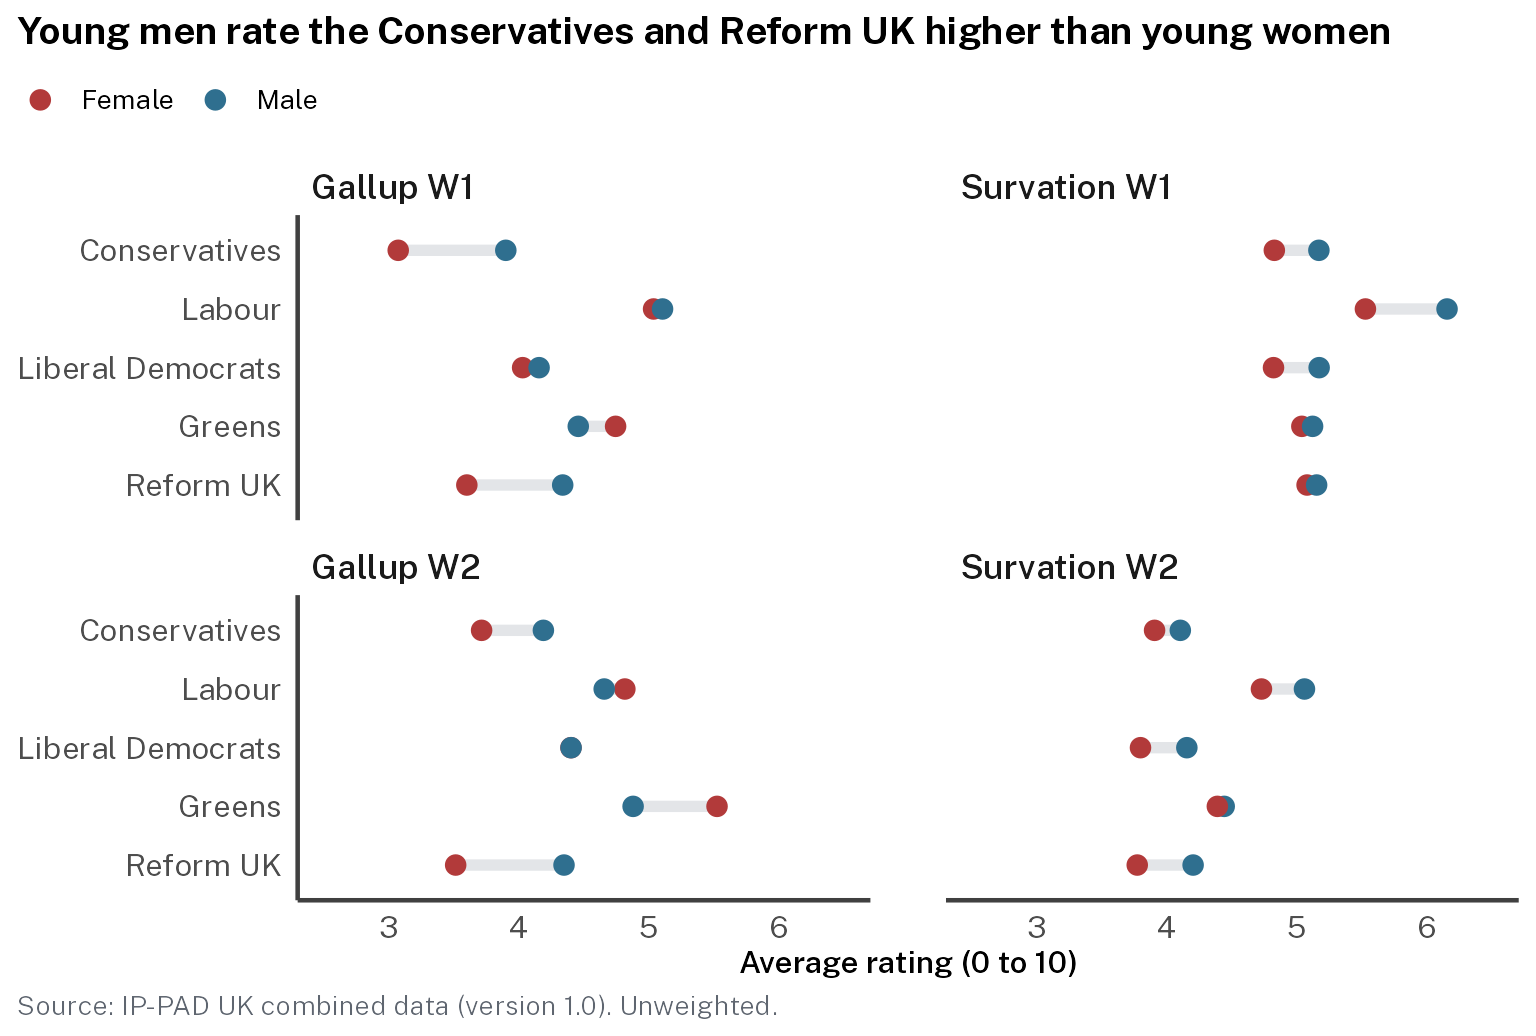 Young men rate the Conservatives and Reform UK higher than young women
Female Male
Gallup W1
Conservatives
Labour
Liberal Democrats
Greens
Reform UK
Survation W1
Gallup W2
Conservatives
Labour
Liberal Democrats
Greens
Reform UK
3 4 5 6
Survation W2
3 4 5 6
Average rating (0 to 10)
Source: IP-PAD UK combined data (version 1.0). Unweighted.